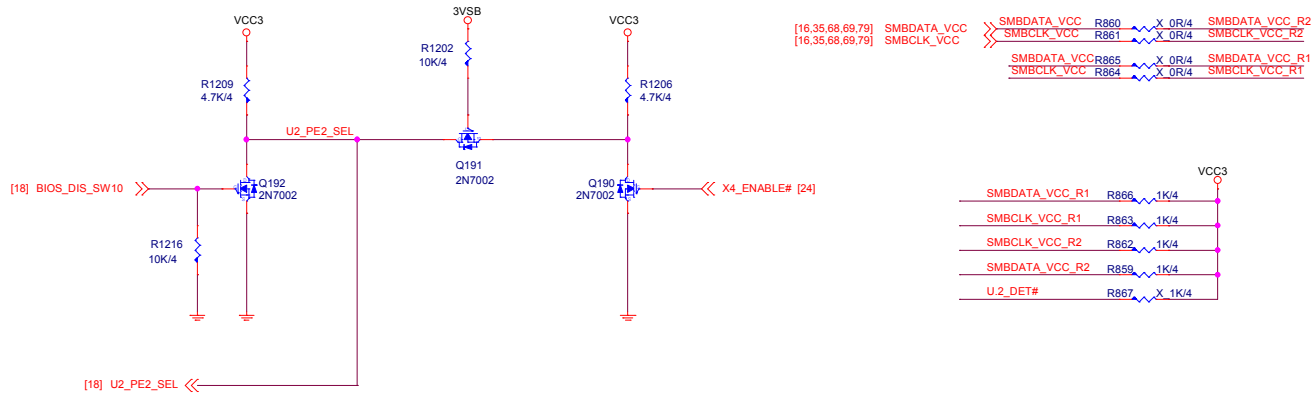 VCC3
3VSB
VCC3
R1209
4.7K/4
R1202
10K/4
R1206
4.7K/4
U2_PE2_SEL
Q191
2N7002
[18] BIOS_DIS_SW10
Q192
2N7002
Q190
2N7002
X4_ENABLE# [24]
R1216
10K/4
[18] U2_PE2_SEL
[16,35,68,69,79] SMBDATA_VCC
SMBDATA_VCC R860 X_0R/4 SMBDATA_VCC_R2
[16,35,68,69,79] SMBCLK_VCC
SMBCLK_VCC R861 X_0R/4 SMBCLK_VCC_R2
SMBDATA_VCC R865 X_0R/4 SMBDATA_VCC_R1
SMBCLK_VCC R864 X_0R/4 SMBCLK_VCC_R1
VCC3
SMBDATA_VCC_R1 R866 1K/4
SMBCLK_VCC_R1 R863 1K/4
SMBCLK_VCC_R2 R862 1K/4
SMBDATA_VCC_R2 R859 1K/4
U.2_DET# R867 X_1K/4